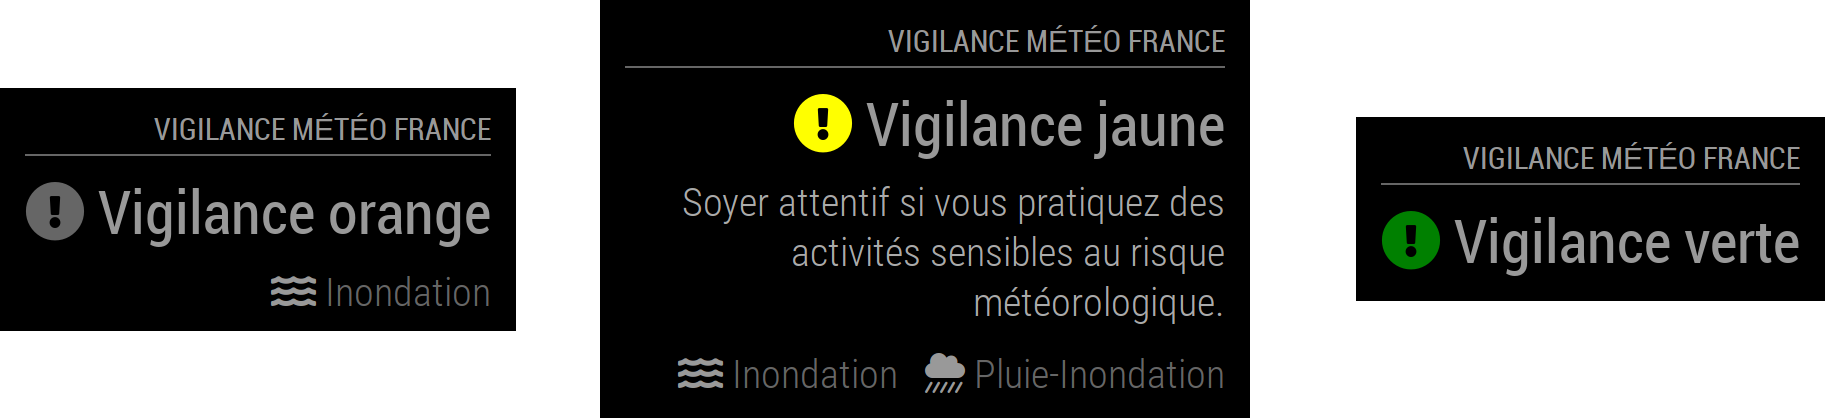 VIGILANCE MÉTÉO FRANCE
Vigilance orange
Inondation
VIGILANCE MÉTÉO FRANCE
Vigilance jaune
Soyer attentif si vous pratiquez des
activités sensibles au risque
météorologique.
Inondation Pluie-Inondation
VIGILANCE MÉTÉO FRANCE
Vigilance verte